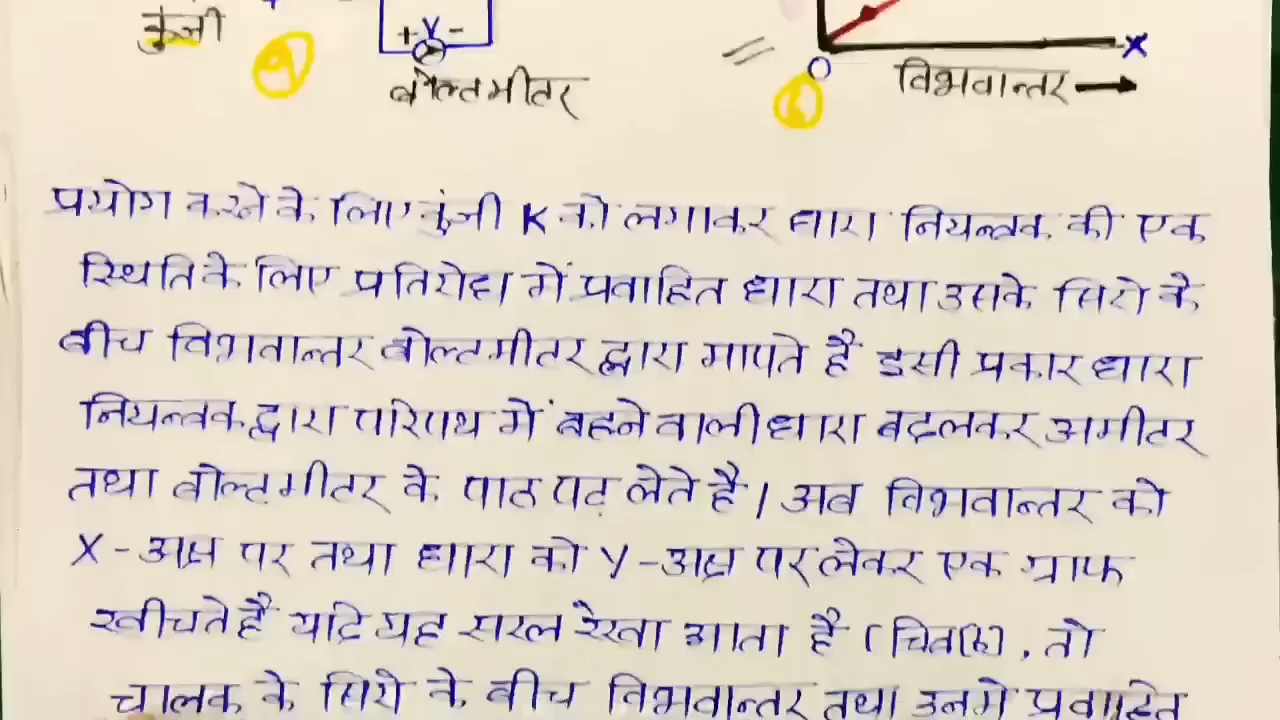 कुंजी
+ V -
वोल्टमीटर
O
X
विभवान्तर →
प्रयोग करने के लिए कुंजी K को लगाकर धारा नियन्त्रक की एक
स्थिति के लिए प्रतिरोध में प्रवाहित धारा तथा उसके सिरो के
बीच विभवान्तर वोल्टमीटर द्वारा मापते है इसी प्रकार धारा
नियन्त्रक द्वारा परिपथ में बहने वाली धारा बदलकर अमीटर
तथा वोल्टमीटर के पाठ पढ़ लेते है। अब विभवान्तर को
X-अक्ष पर तथा धारा को Y-अक्ष पर लेकर एक ग्राफ
खीचते है यदि यह सरल रेखा आता है (चित्र b), तो
चालक के सिरो के बीच विभवान्तर तथा उनमे प्रवाहित